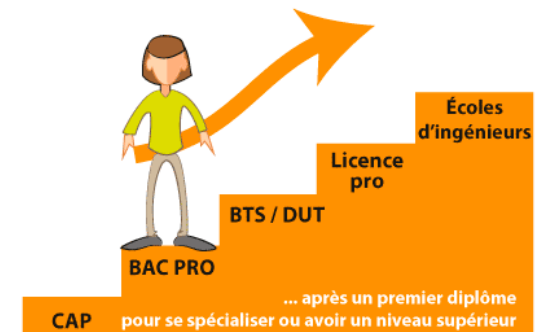 Écoles
d'ingénieurs
Licence
pro
BTS / DUT
BAC PRO
CAP
... après un premier diplôme
pour se spécialiser ou avoir un niveau supérieur